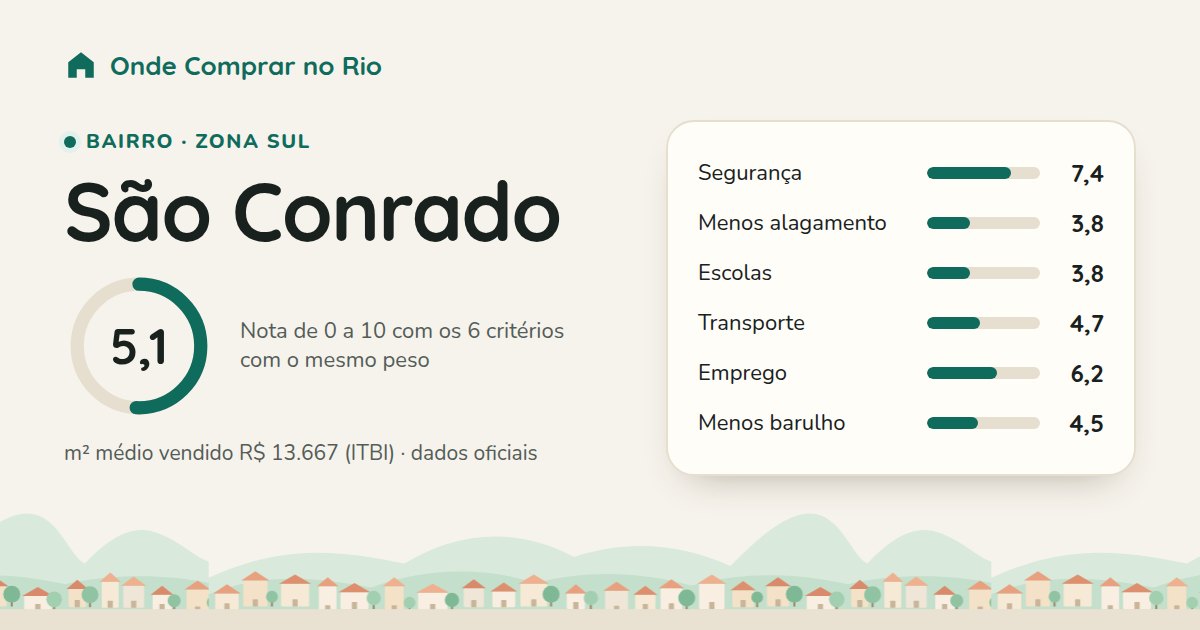 Onde Comprar no Rio
BAIRRO · ZONA SUL
São Conrado
5,1
Nota de 0 a 10 com os 6 critérios
com o mesmo peso
m² médio vendido R$ 13.667 (ITBI) · dados oficiais
Segurança 7,4
Menos alagamento 3,8
Escolas 3,8
Transporte 4,7
Emprego 6,2
Menos barulho 4,5